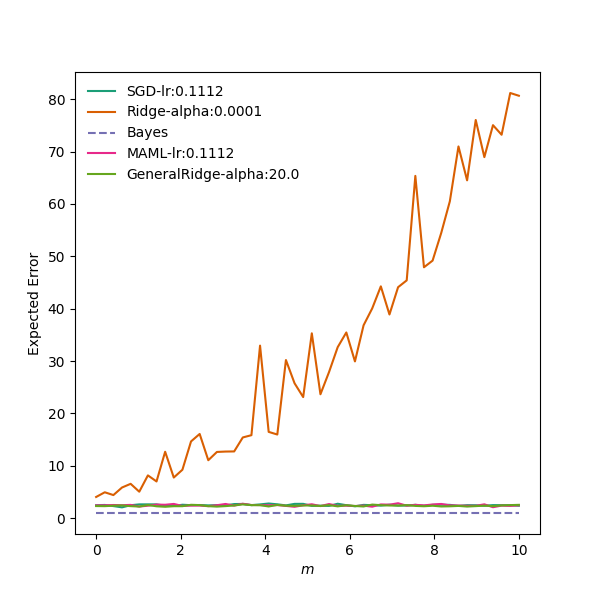 SGD-lr:0.1112
Ridge-alpha:0.0001
Bayes
MAML-lr:0.1112
GeneralRidge-alpha:20.0
Expected Error
80
70
60
50
40
30
20
10
0
0 2 4 6 8 10
m